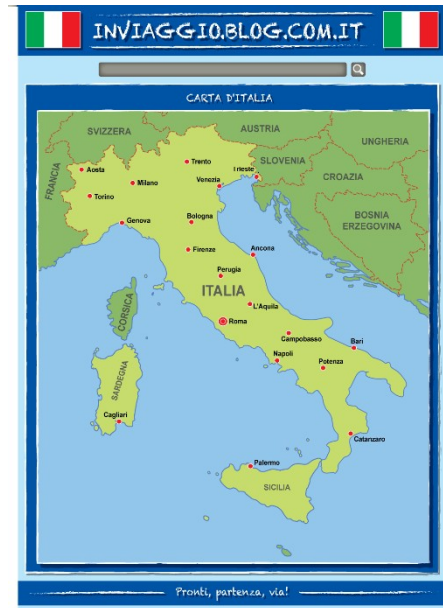 INVIAGGIO.BLOG.COM.IT
CARTA D'ITALIA
SVIZZERA
AUSTRIA
UNGHERIA
FRANCIA
Aosta
Trento
Trieste
SLOVENIA
CROAZIA
Torino
Milano
Venezia
BOSNIA
ERZEGOVINA
Genova
Bologna
Firenze
Ancona
Perugia
ITALIA
L'Aquila
CORSICA
Roma
Campobasso
Bari
Napoli
Potenza
SARDEGNA
Cagliari
Catanzaro
Palermo
SICILIA
Pronti, partenza, via!